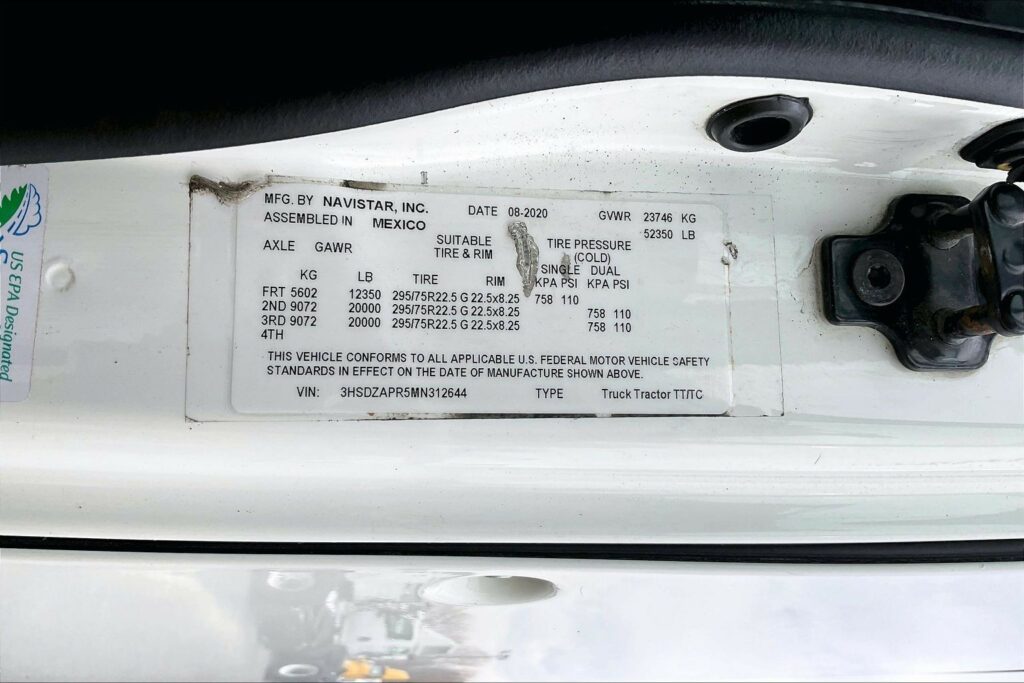 MFG. BY NAVISTAR, INC. DATE 08-2020 GVWR 23746 KG
ASSEMBLED IN MEXICO 52350 LB
AXLE GAWR SUITABLE TIRE & RIM TIRE PRESSURE (COLD)
SINGLE DUAL
KG LB TIRE RIM KPA PSI KPA PSI
FRT 5602 12350 295/75R22.5 G 22.5x8.25 758 110
2ND 9072 20000 295/75R22.5 G 22.5x8.25 758 110
3RD 9072 20000 295/75R22.5 G 22.5x8.25 758 110
4TH
THIS VEHICLE CONFORMS TO ALL APPLICABLE U.S. FEDERAL MOTOR VEHICLE SAFETY
STANDARDS IN EFFECT ON THE DATE OF MANUFACTURE SHOWN ABOVE.
VIN: 3HSDZAPR5MN312644 TYPE Truck Tractor TT/TC
US EPA Designated